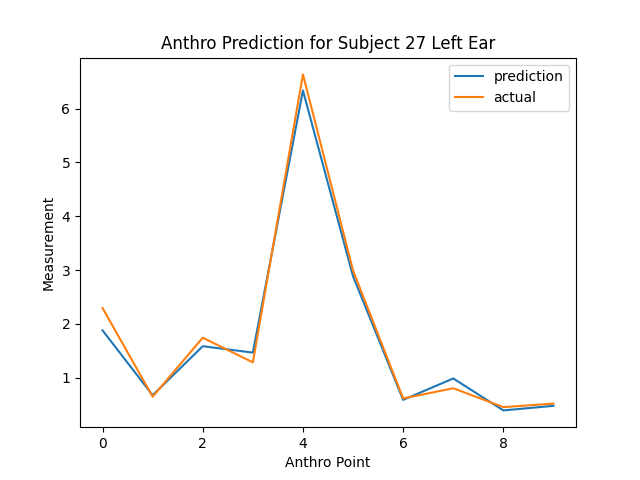 Anthro Prediction for Subject 27 Left Ear
prediction
actual
6
5
4
3
2
1
Measurement
0 2 4 6 8
Anthro Point